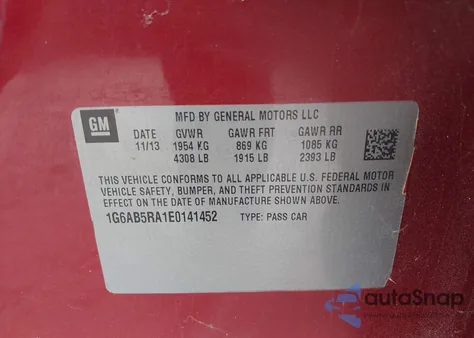 GM
MFD BY GENERAL MOTORS LLC
DATE GVWR GAWR FRT GAWR RR
11/13 1954 KG 869 KG 1085 KG
4308 LB 1915 LB 2393 LB
THIS VEHICLE CONFORMS TO ALL APPLICABLE U.S. FEDERAL MOTOR
VEHICLE SAFETY, BUMPER, AND THEFT PREVENTION STANDARDS IN
EFFECT ON THE DATE OF MANUFACTURE SHOWN ABOVE.
1G6AB5RA1E0141452 TYPE: PASS CAR
autoSnap